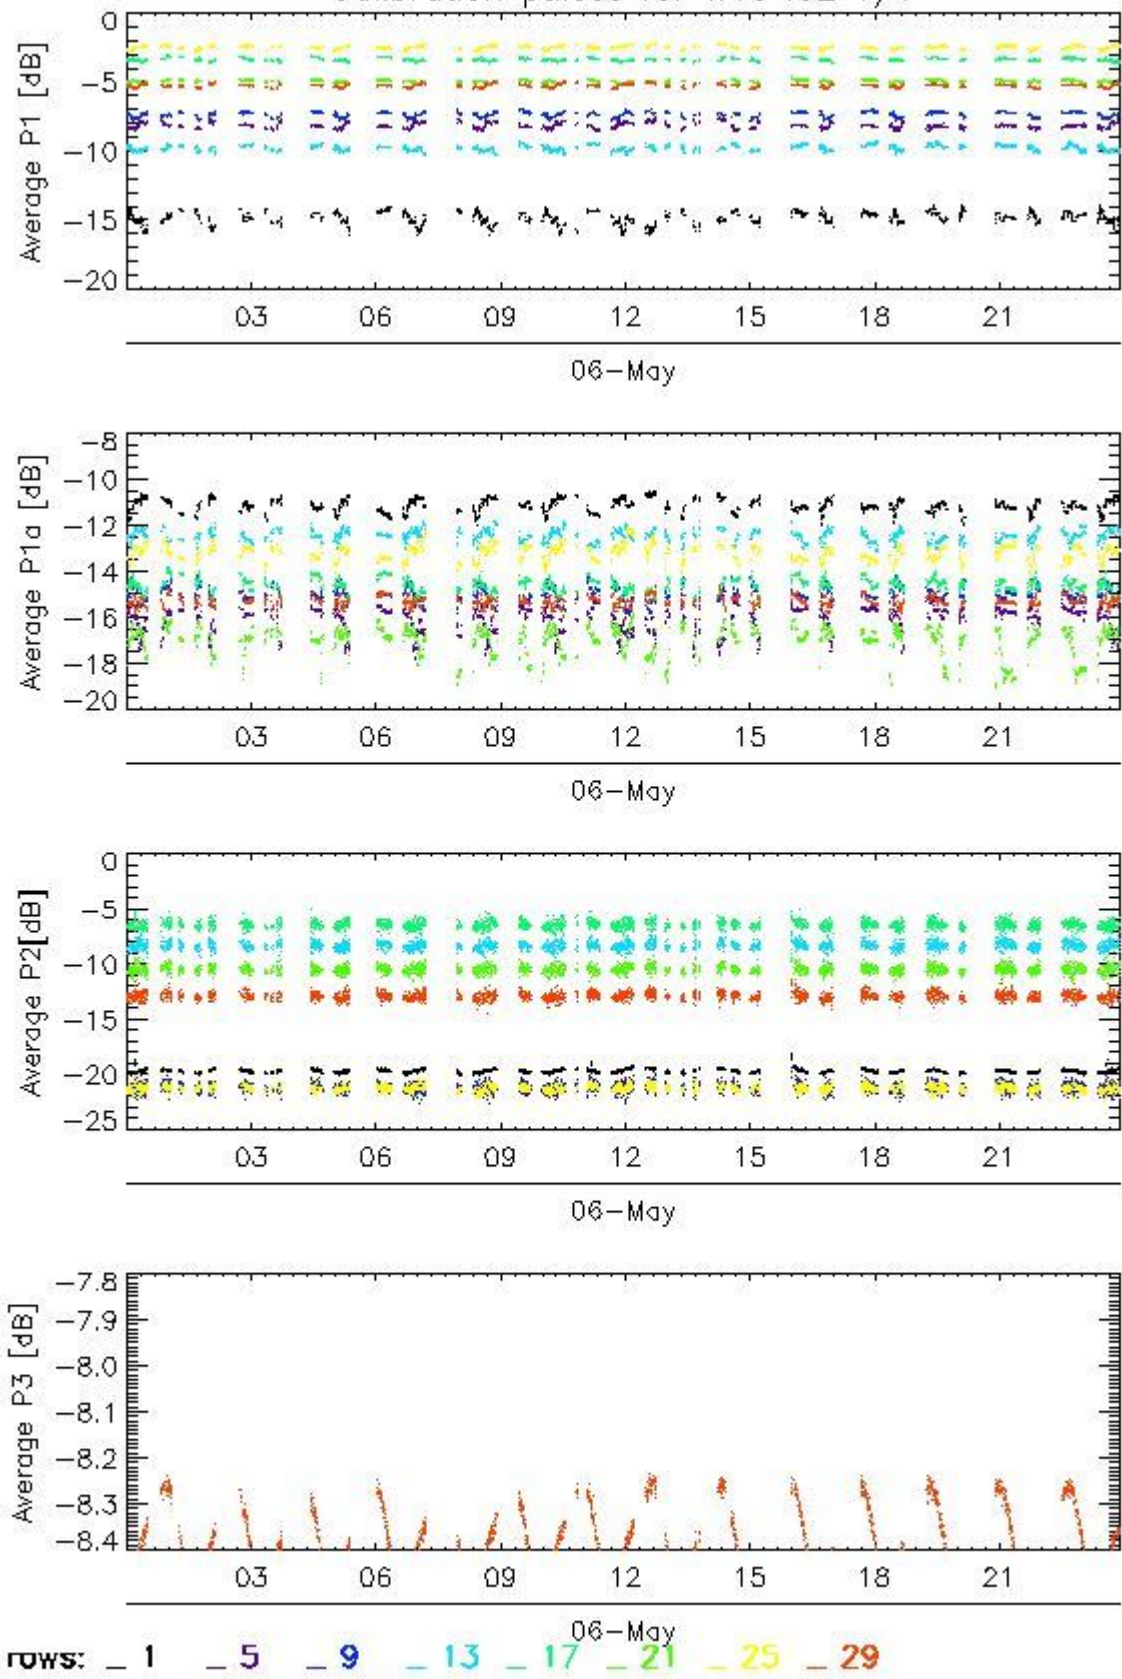 0
−5
−10
−15
−20
Average P1 [dB]
03 06 09 12 15 18 21
06−May
−8
−10
−12
−14
−16
−18
−20
Average P1a [dB]
03 06 09 12 15 18 21
06−May
0
−5
−10
−15
−20
−25
Average P2[dB]
03 06 09 12 15 18 21
06−May
−7.8
−7.9
−8.0
−8.1
−8.2
−8.3
−8.4
Average P3 [dB]
03 06 09 12 15 18 21
06−May
rows: _ 1 _ 5 _ 9 _ 13 _ 17 _ 21 _ 25 _ 29